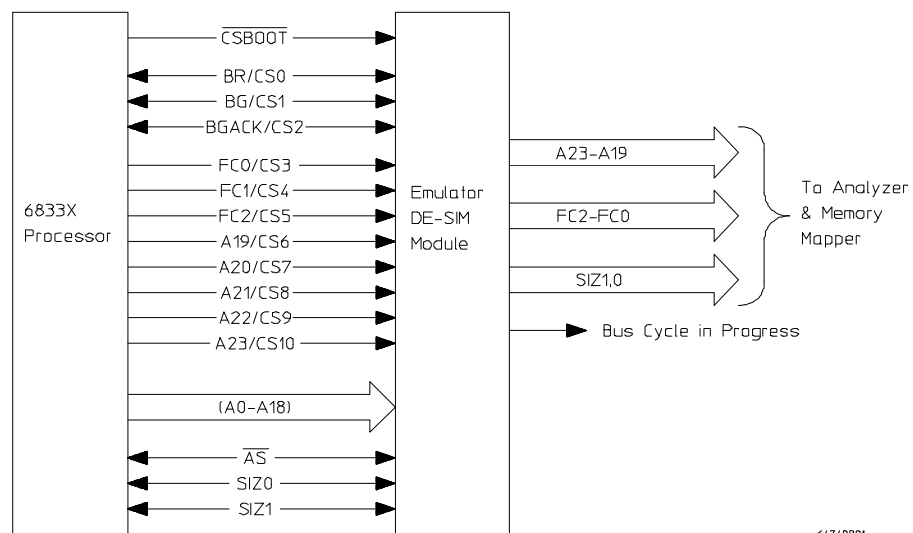 CSBOOT
BR/CS0
BG/CS1
BGACK/CS2
FC0/CS3
FC1/CS4
FC2/CS5
A19/CS6
A20/CS7
A21/CS8
A22/CS9
A23/CS10
(A0-A18)
AS
SIZ0
SIZ1
6833X
Processor
Emulator
DE-SIM
Module
A23-A19
FC2-FC0
SIZ1,0
Bus Cycle in Progress
To Analyzer
& Memory
Mapper